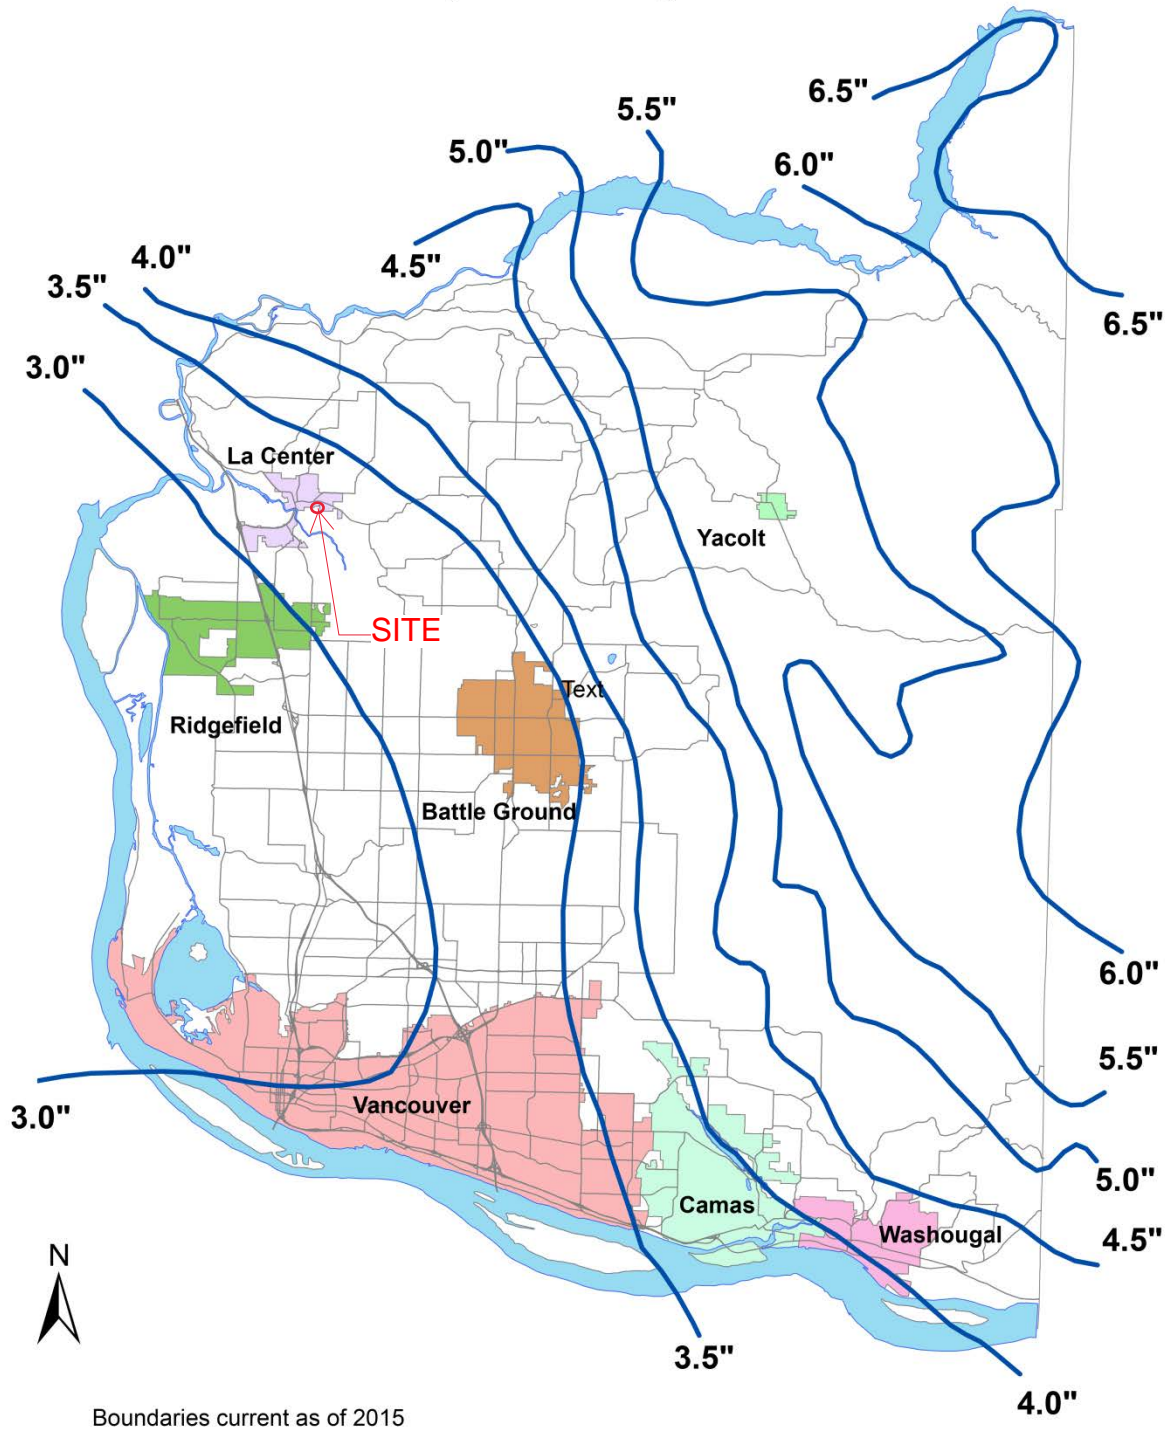 6.5"
5.5"
5.0"
6.0"
4.0"
4.5"
3.5"
6.5"
3.0"
La Center
Yacolt
SITE
Text
Ridgefield
Battle Ground
6.0"
5.5"
3.0"
Vancouver
5.0"
Camas
Washougal
4.5"
N
3.5"
4.0"
Boundaries current as of 2015